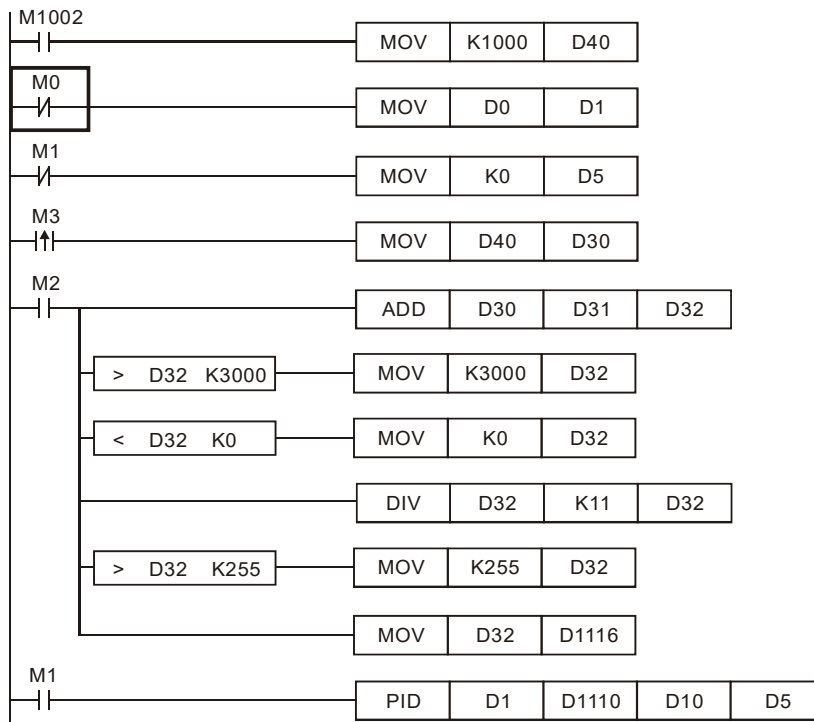 M1002
MOV K1000 D40
M0
MOV D0 D1
M1
MOV K0 D5
M3
MOV D40 D30
M2
ADD D30 D31 D32
> D32 K3000 MOV K3000 D32
< D32 K0 MOV K0 D32
DIV D32 K11 D32
> D32 K255 MOV K255 D32
MOV D32 D1116
M1
PID D1 D1110 D10 D5